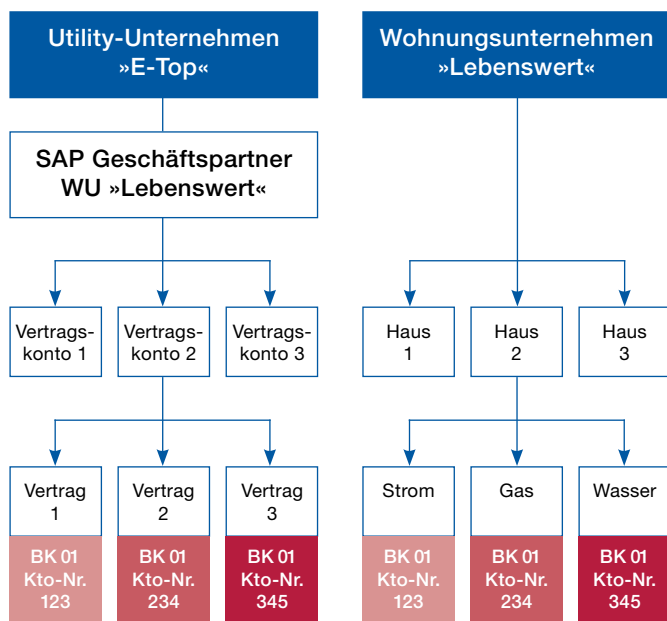 Utility-Unternehmen
»E-Top«
SAP Geschäftspartner
WU »Lebenswert«
Vertrags-
konto 1
Vertrags-
konto 2
Vertrags-
konto 3
Vertrag
1
Vertrag
2
Vertrag
3
BK 01
Kto-Nr.
123
BK 01
Kto-Nr.
234
BK 01
Kto-Nr.
345
Wohnungsunternehmen
»Lebenswert«
Haus
1
Haus
2
Haus
3
Strom
Gas
Wasser
BK 01
Kto-Nr.
123
BK 01
Kto-Nr.
234
BK 01
Kto-Nr.
345